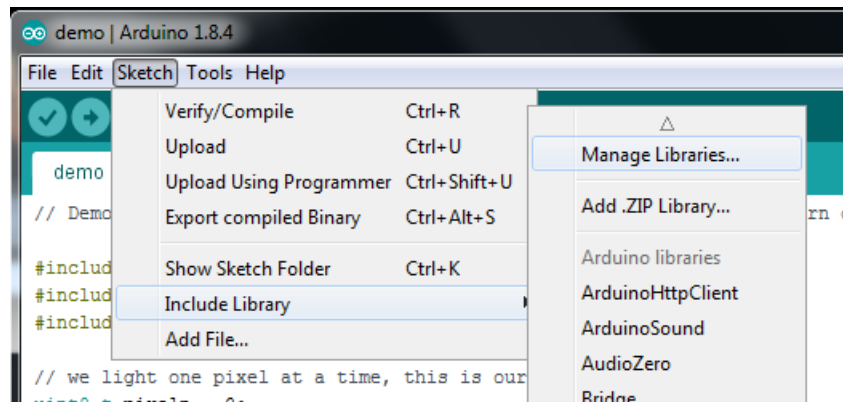 demo | Arduino 1.8.4
File Edit Sketch Tools Help
Verify/Compile Ctrl+R
Upload Ctrl+U
Upload Using Programmer Ctrl+Shift+U
Export compiled Binary Ctrl+Alt+S
Show Sketch Folder Ctrl+K
Include Library
Add File...
Manage Libraries...
Add .ZIP Library...
Arduino libraries
ArduinoHttpClient
ArduinoSound
AudioZero
Bridge
demo
// Demo
#includ
#includ
#includ
// we light one pixel at a time, this is our